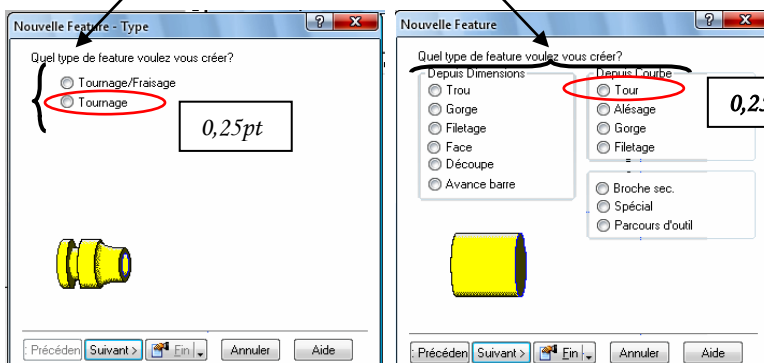 Nouvelle Feature - Type
Quel type de feature voulez vous créer?
Tournage/Fraisage
Tournage
0,25pt
Précéden Suivant > Fin Annuler Aide
Nouvelle Feature
Quel type de feature voulez vous créer?
Depuis Dimensions
Trou
Gorge
Filetage
Face
Découpe
Avance barre
Depuis Courbe
Tour
Alésage
Gorge
Filetage
0,25
Broche sec.
Spécial
Parcours d'outil
Précéden Suivant > Fin Annuler Aide